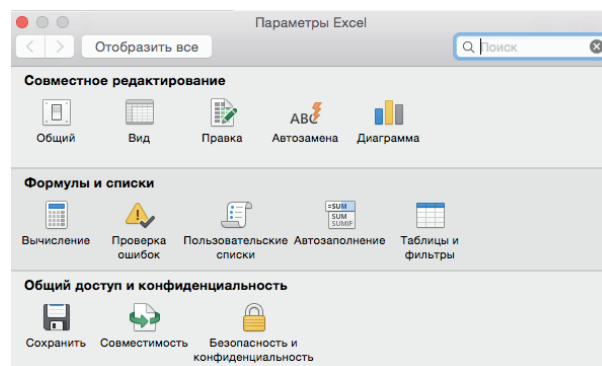 Параметры Excel
Отобразить все
Поиск
Совместное редактирование
Общий Вид Правка Автозамена Диаграмма
ABC
Формулы и списки
=SUM
SUM
SUMIF
Вычисление Проверка ошибок Пользовательские списки Автозаполнение Таблицы и фильтры
Общий доступ и конфиденциальность
Сохранить Совместимость Безопасность и конфиденциальность